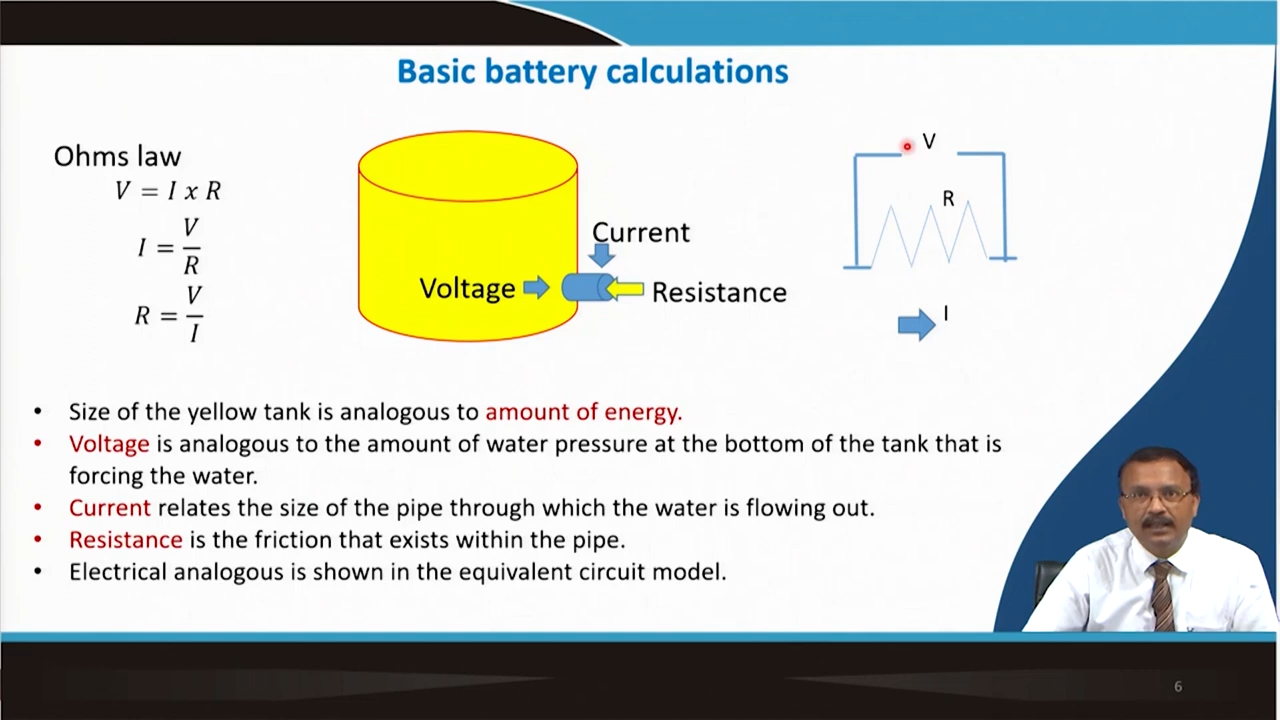 Basic battery calculations
Ohms law
V = I x R
I = V/R
R = V/I
Current
Voltage
Resistance
V
R
I
• Size of the yellow tank is analogous to amount of energy.
• Voltage is analogous to the amount of water pressure at the bottom of the tank that is
forcing the water.
• Current relates the size of the pipe through which the water is flowing out.
• Resistance is the friction that exists within the pipe.
• Electrical analogous is shown in the equivalent circuit model.
6